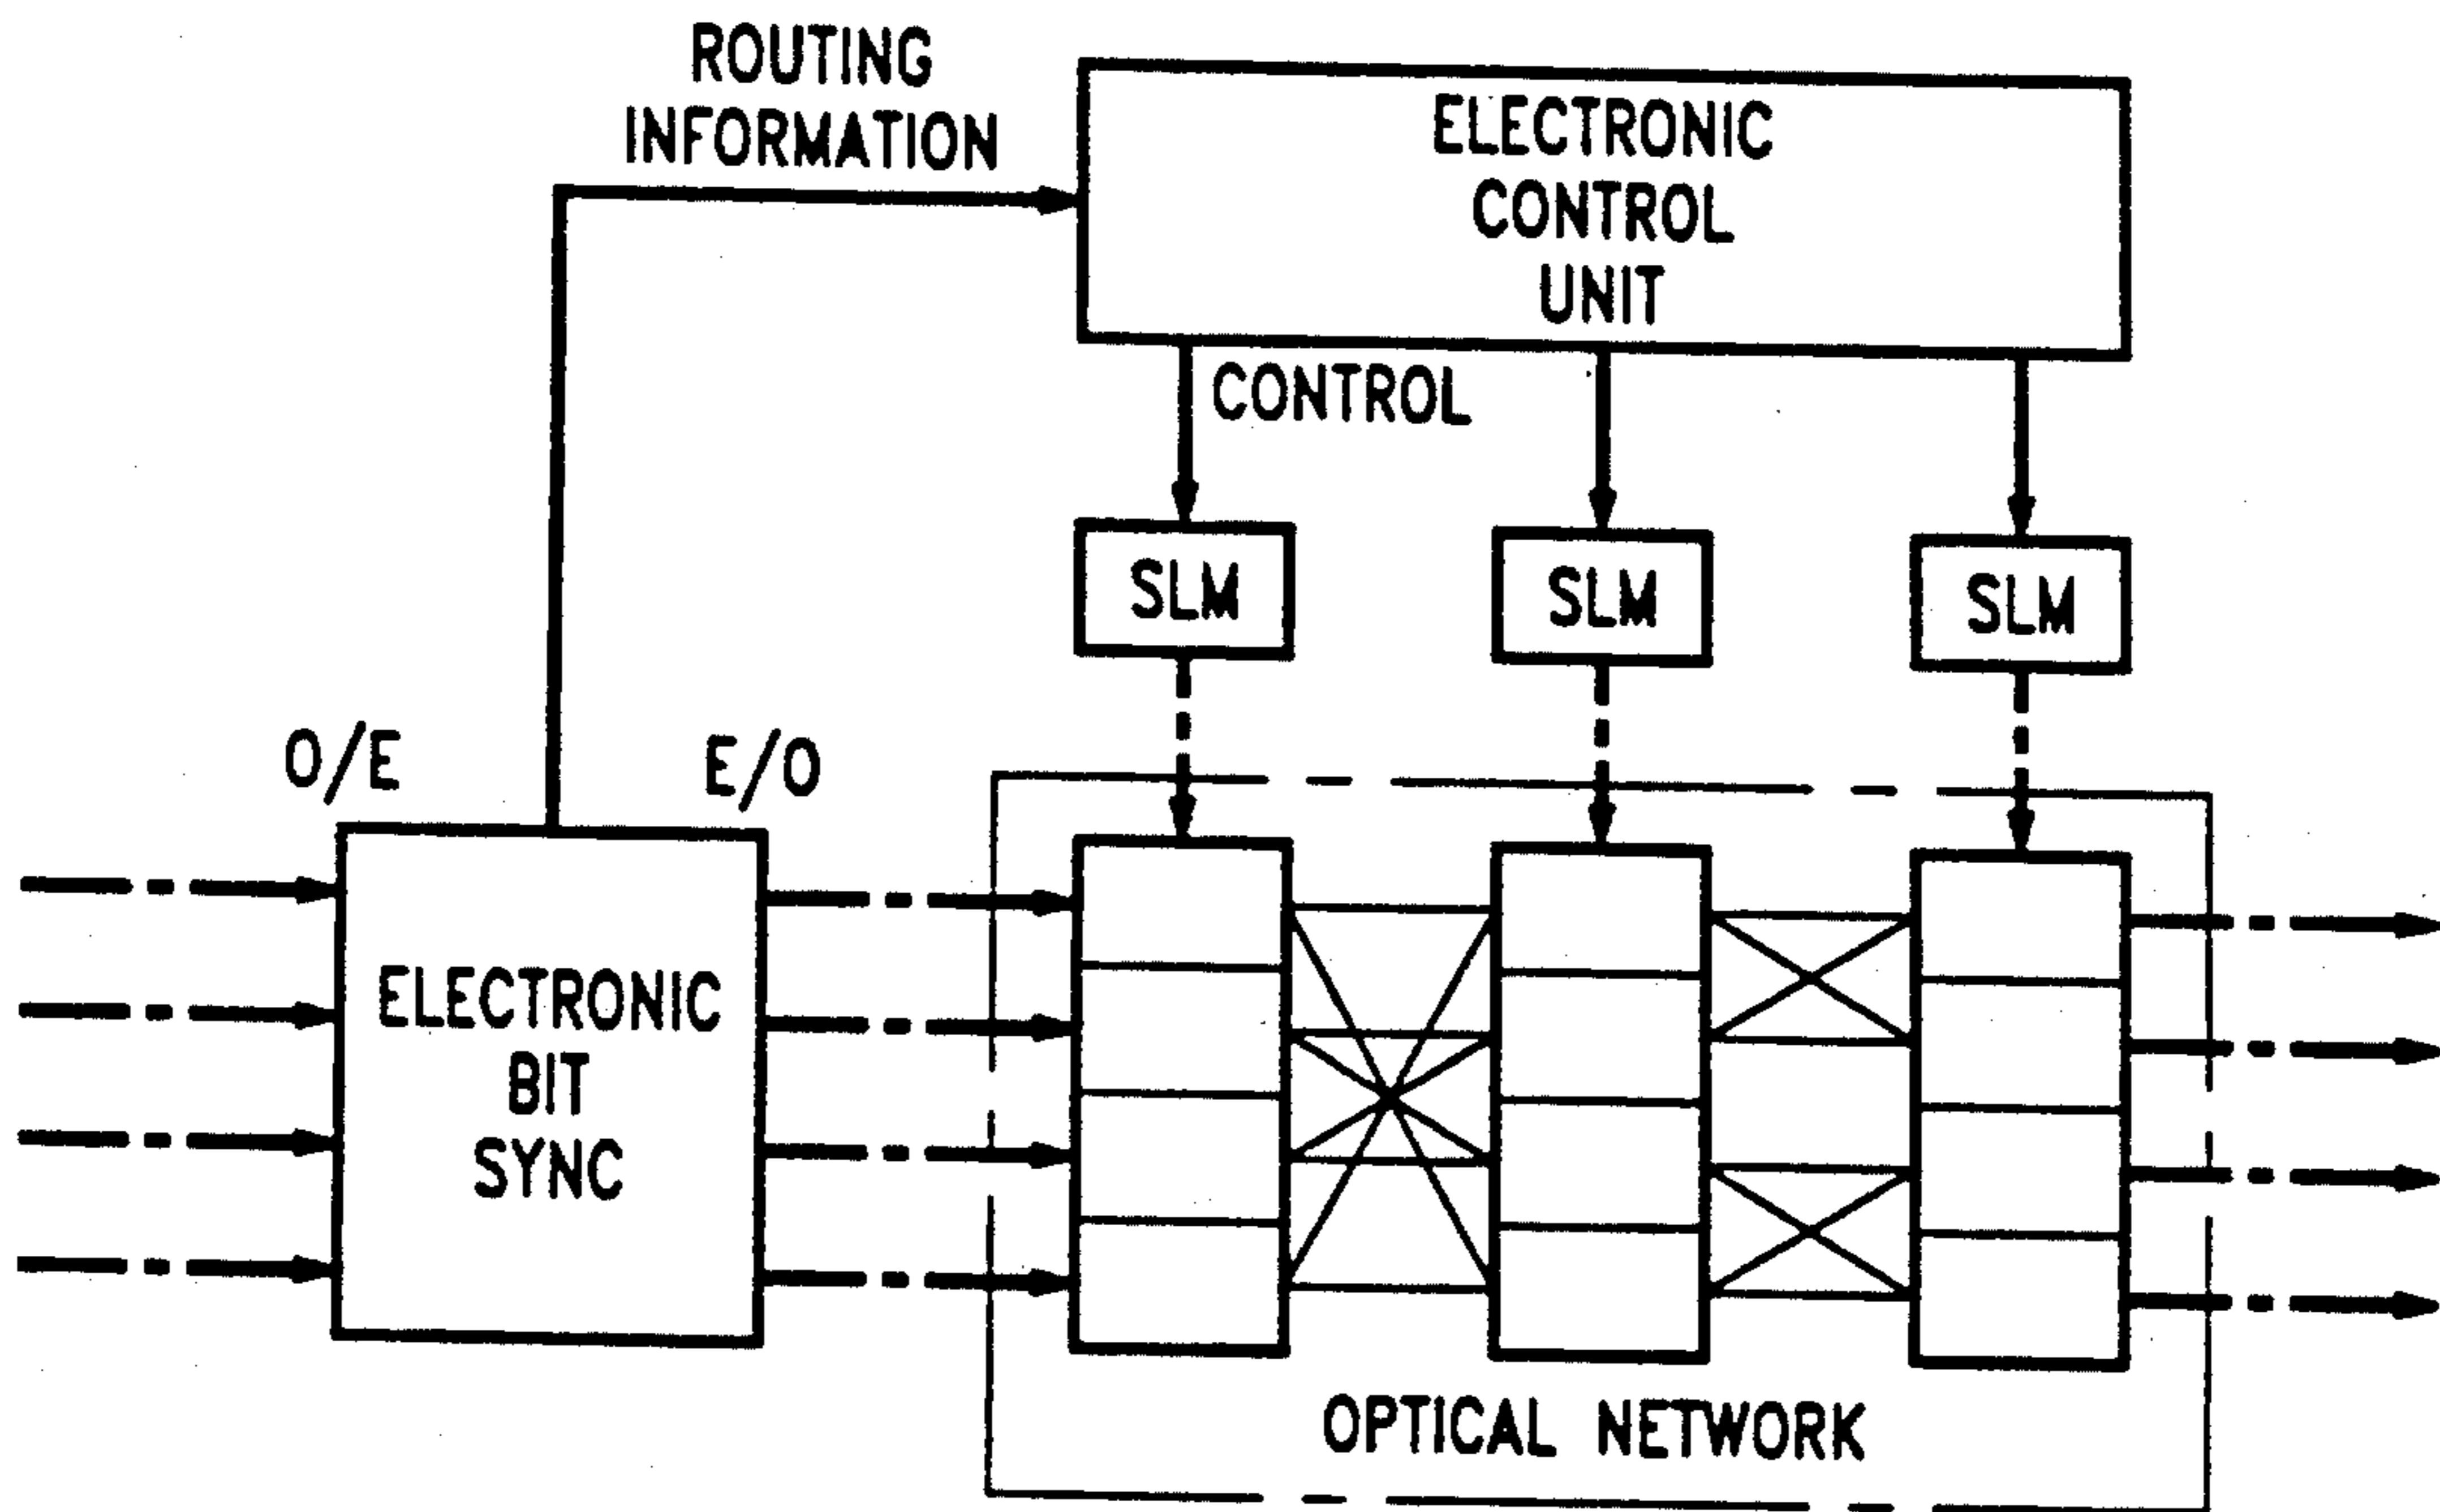 ROUTING
INFORMATION
ELECTRONIC
CONTROL
UNIT
CONTROL
SLM
SLM
SLM
O/E
E/O
ELECTRONIC
BIT
SYNC
OPTICAL NETWORK